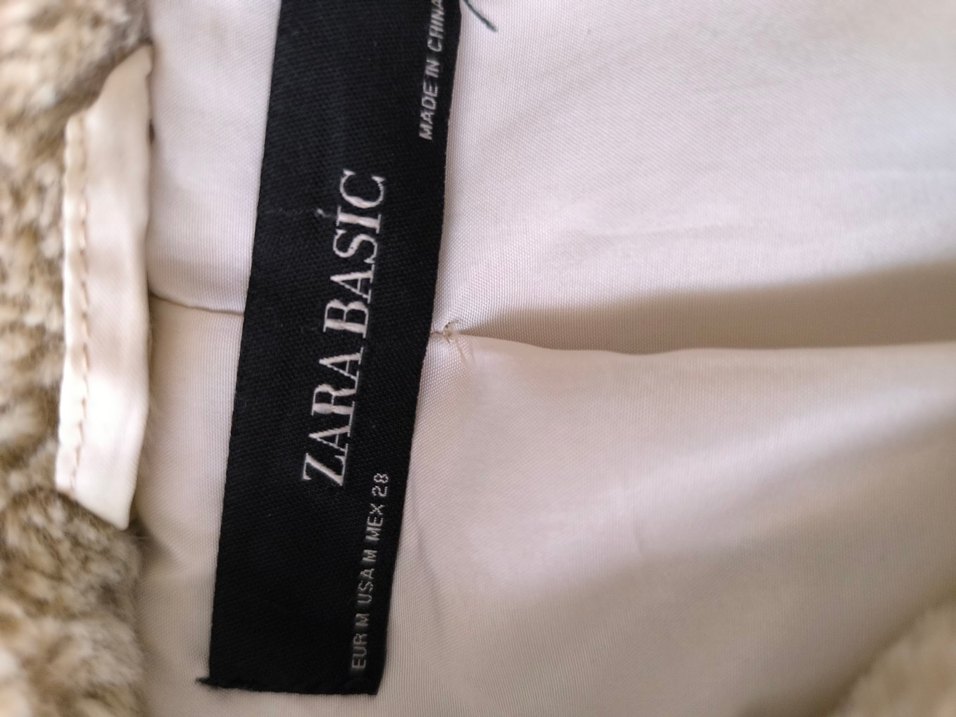 ZARA BASIC
EUR M USA M MEX 28
MADE IN CHINA